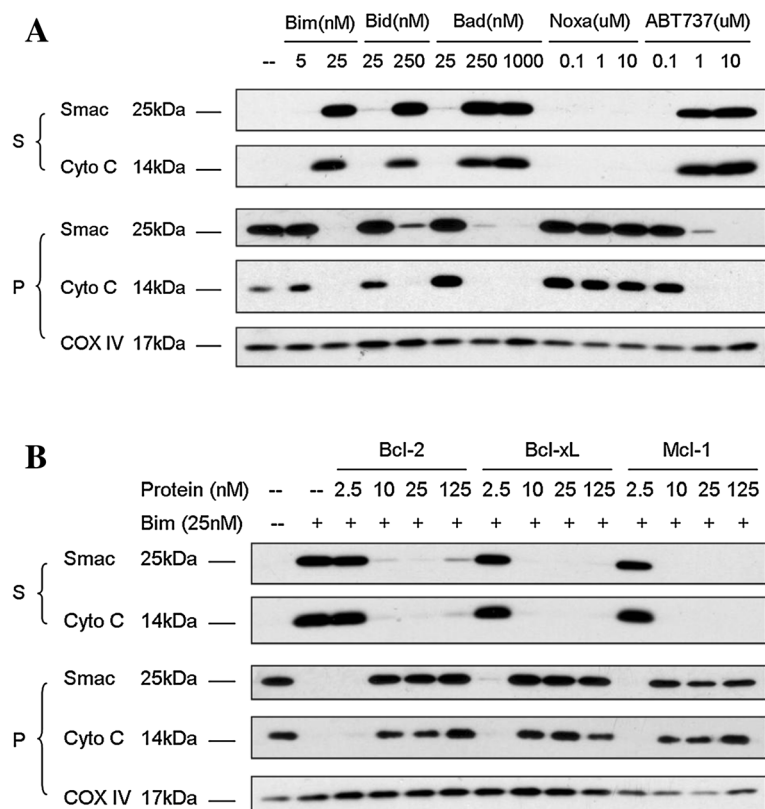 A
Bim(nM) Bid(nM) Bad(nM) Noxa(uM) ABT737(uM)
-- 5 25 25 250 25 250 1000 0.1 1 10 0.1 1 10
S
Smac 25kDa
Cyto C 14kDa
P
Smac 25kDa
Cyto C 14kDa
COX IV 17kDa
B
Bcl-2 Bcl-xL Mcl-1
Protein (nM) -- -- 2.5 10 25 125 2.5 10 25 125 2.5 10 25 125
Bim (25nM) -- + + + + + + + + + + + + +
S
Smac 25kDa
Cyto C 14kDa
P
Smac 25kDa
Cyto C 14kDa
COX IV 17kDa